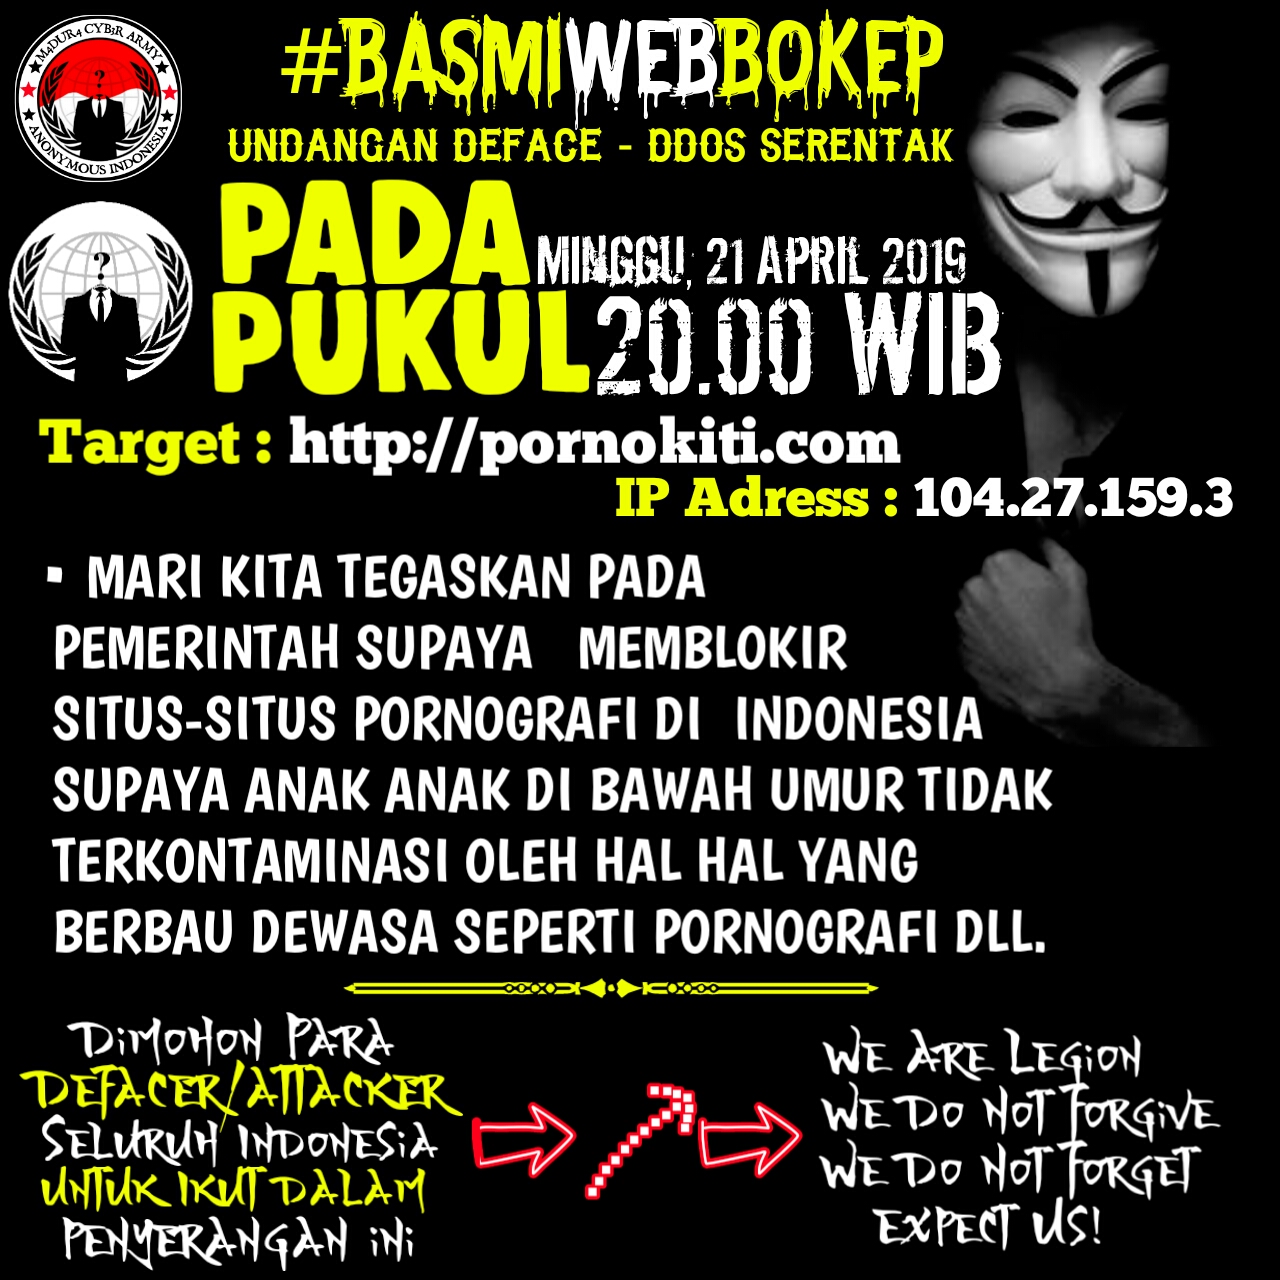 M4DUR4 CYB3R ARMY
ANONYMOUS INDONESIA
?
#BASMIWEBBOKEP
UNDANGAN DEFACE - DDOS SERENTAK
?
PADA MINGGU, 21 APRIL 2019
PUKUL 20.00 WIB
Target : http://pornokiti.com
IP Adress : 104.27.159.3
▪ MARI KITA TEGASKAN PADA
PEMERINTAH SUPAYA MEMBLOKIR
SITUS-SITUS PORNOGRAFI DI INDONESIA
SUPAYA ANAK ANAK DI BAWAH UMUR TIDAK
TERKONTAMINASI OLEH HAL HAL YANG
BERBAU DEWASA SEPERTI PORNOGRAFI DLL.
DiMOHON PARA
DEFACER/ATTACKER
SELURUH INDONESIA
UNTUK IKUT DALAM
PENYERANGAN iNi
WE ARE LEGiON
WE DO NOT FORGiVE
WE DO NOT FORGET
EXPECT US!